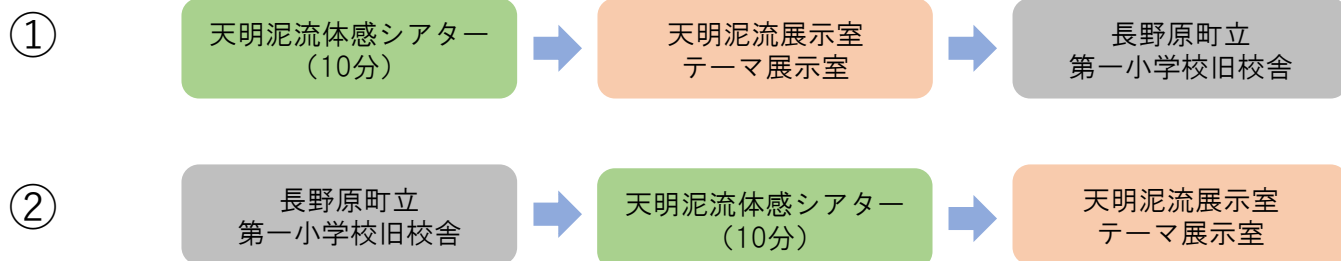 ①
天明泥流体感シアター
（10分）
天明泥流展示室
テーマ展示室
長野原町立
第一小学校旧校舎
②
長野原町立
第一小学校旧校舎
天明泥流体感シアター
（10分）
天明泥流展示室
テーマ展示室